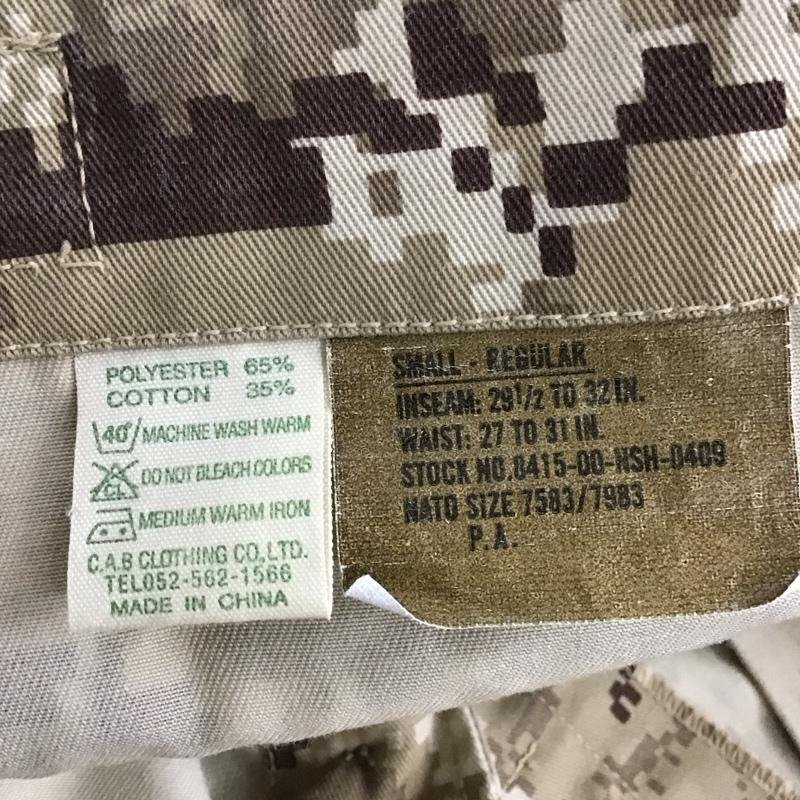 POLYESTER 65%
COTTON 35%
40 MACHINE WASH WARM
CL DO NOT BLEACH COLORS
MEDIUM WARM IRON
C.A.B CLOTHING CO.,LTD.
TEL052-562-1566
MADE IN CHINA
SMALL - REGULAR
INSEAM: 29 1/2 TO 32 IN.
WAIST: 27 TO 31 IN.
STOCK NO.8415-00-NSH-0409
NATO SIZE 7583/7983
P.A.